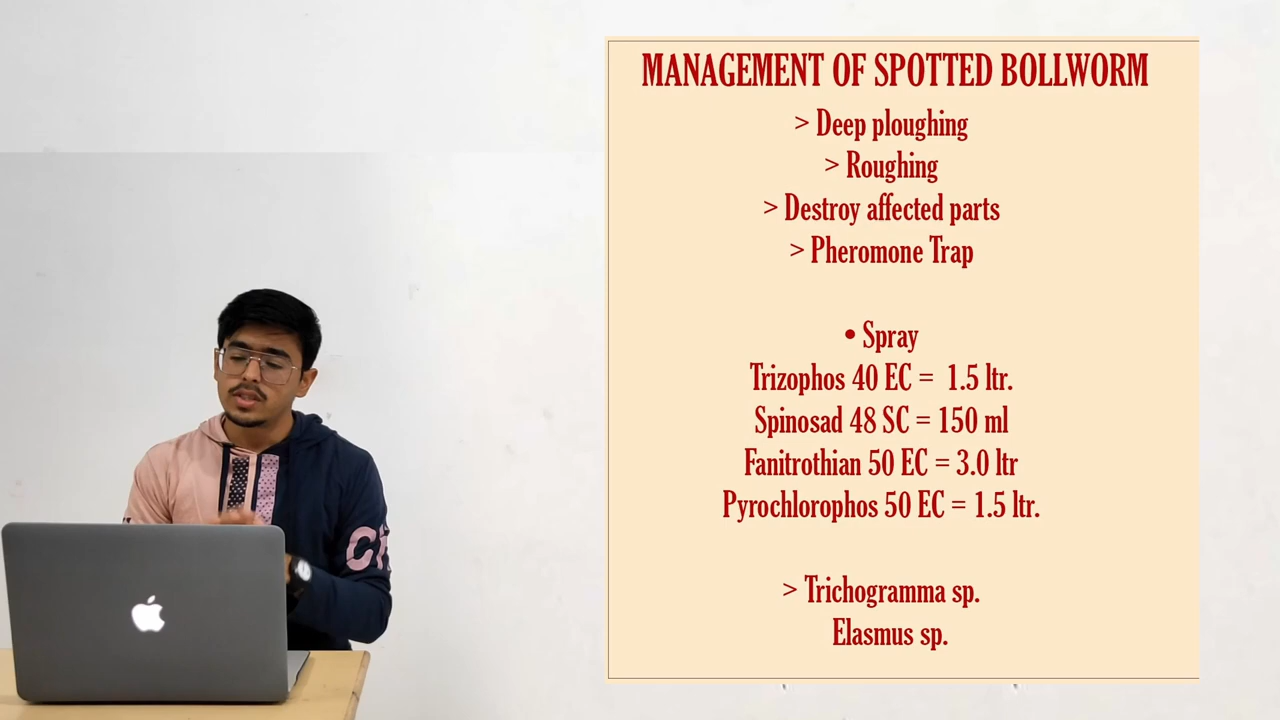 MANAGEMENT OF SPOTTED BOLLWORM
> Deep ploughing
> Roughing
> Destroy affected parts
> Pheromone Trap
• Spray
Trizophos 40 EC = 1.5 ltr.
Spinosad 48 SC = 150 ml
Fanitrothian 50 EC = 3.0 ltr
Pyrochlorophos 50 EC = 1.5 ltr.
> Trichogramma sp.
Elasmus sp.